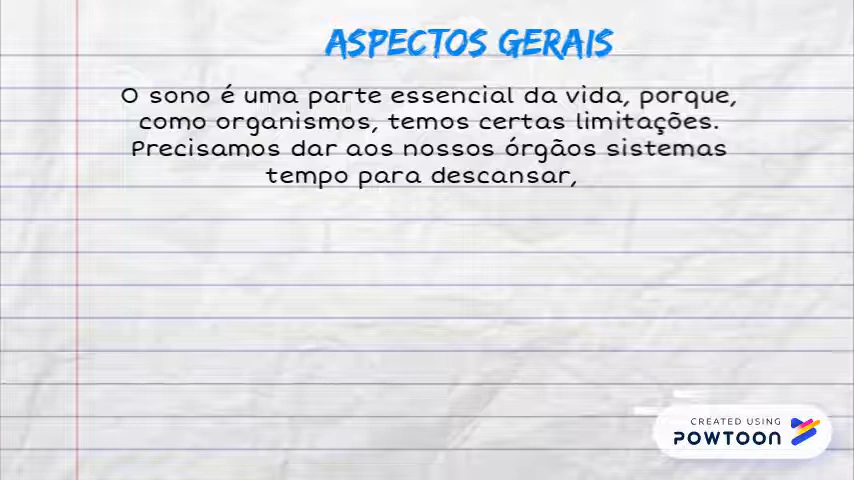 ASPECTOS GERAIS
O sono é uma parte essencial da vida, porque,
como organismos, temos certas limitações.
Precisamos dar aos nossos órgãos sistemas
tempo para descansar,
CREATED USING
POWTOON